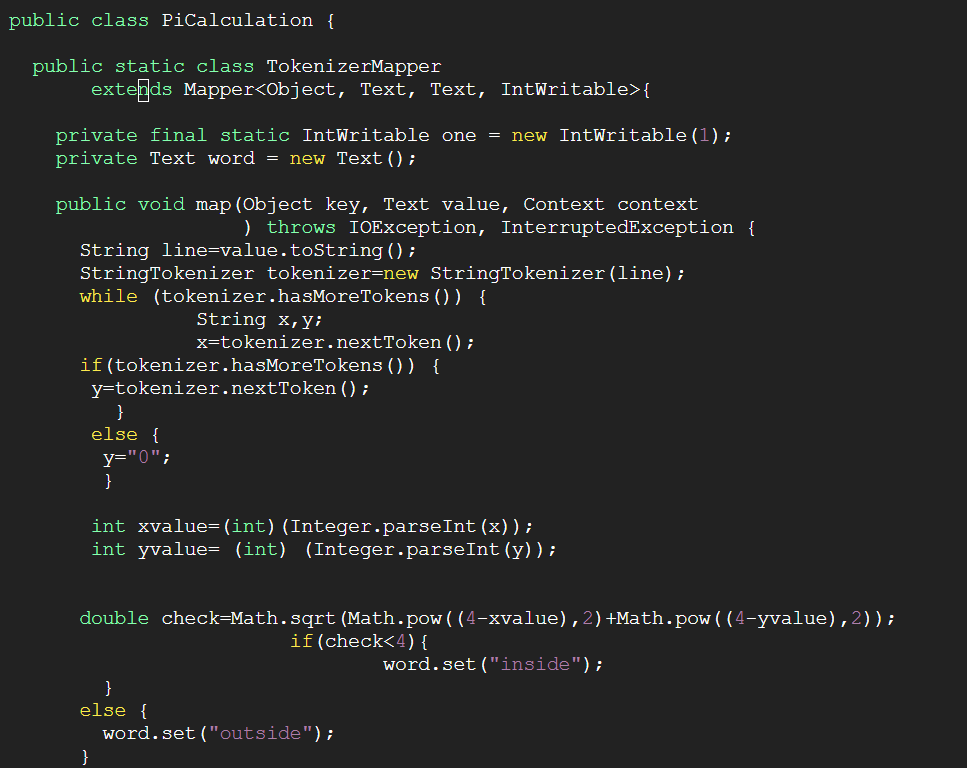 public class PiCalculation {
public static class TokenizerMapper
extends Mapper<Object, Text, Text, IntWritable>{
private final static IntWritable one = new IntWritable(1);
private Text word = new Text();
public void map(Object key, Text value, Context context
) throws IOException, InterruptedException {
String line=value.toString();
StringTokenizer tokenizer=new StringTokenizer(line);
while (tokenizer.hasMoreTokens()) {
String x,y;
x=tokenizer.nextToken();
if(tokenizer.hasMoreTokens()) {
y=tokenizer.nextToken();
}
else {
y="0";
}
int xvalue=(int)(Integer.parseInt(x));
int yvalue= (int) (Integer.parseInt(y));
double check=Math.sqrt(Math.pow((4-xvalue),2)+Math.pow((4-yvalue),2));
if(check<4){
word.set("inside");
}
else {
word.set("outside");
}